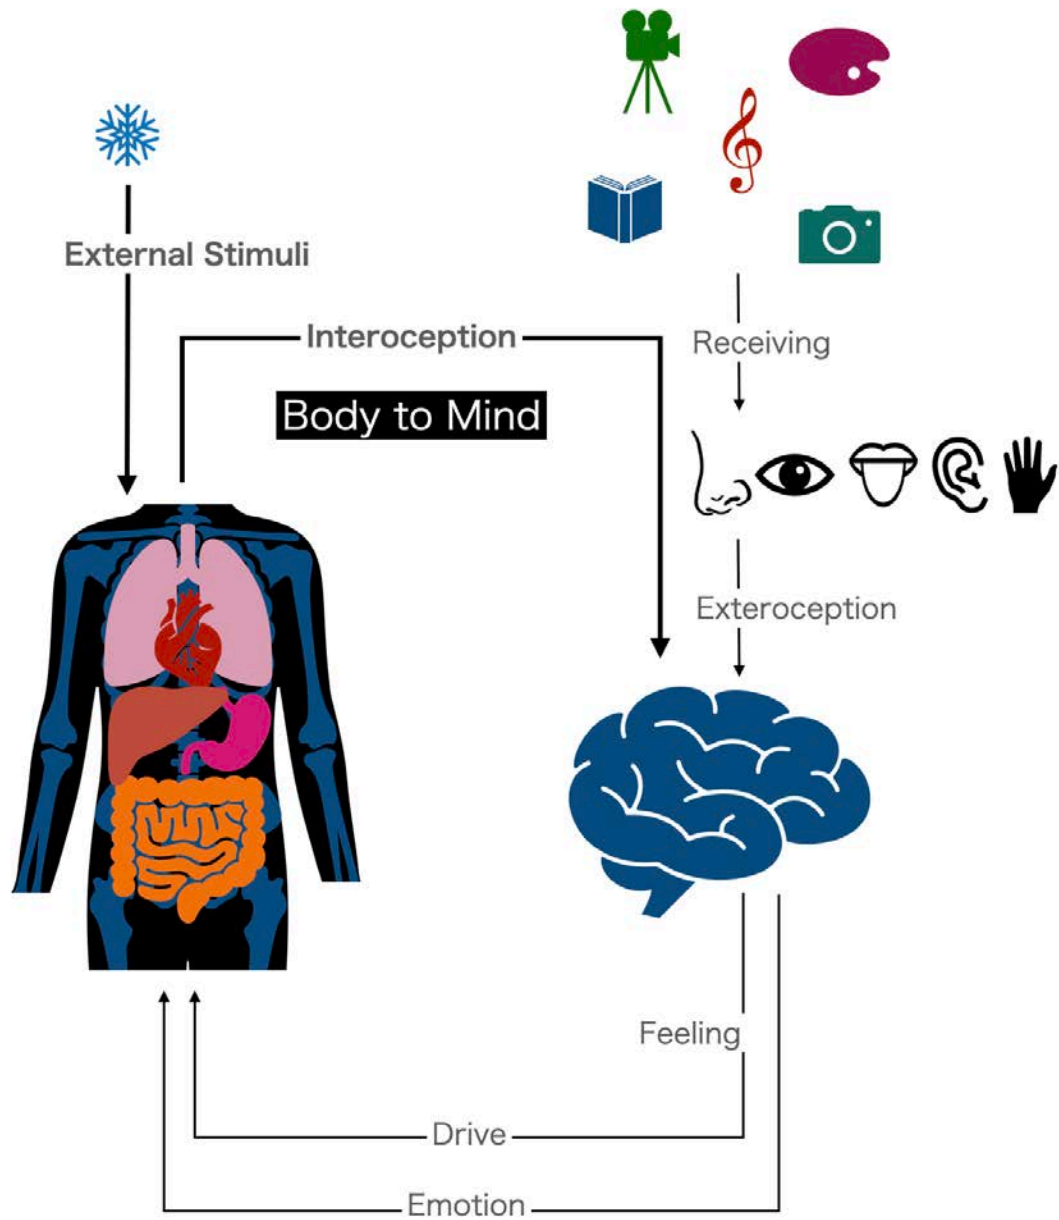 External Stimuli
Interoception
Receiving
Body to Mind
Exteroception
Feeling
Drive
Emotion